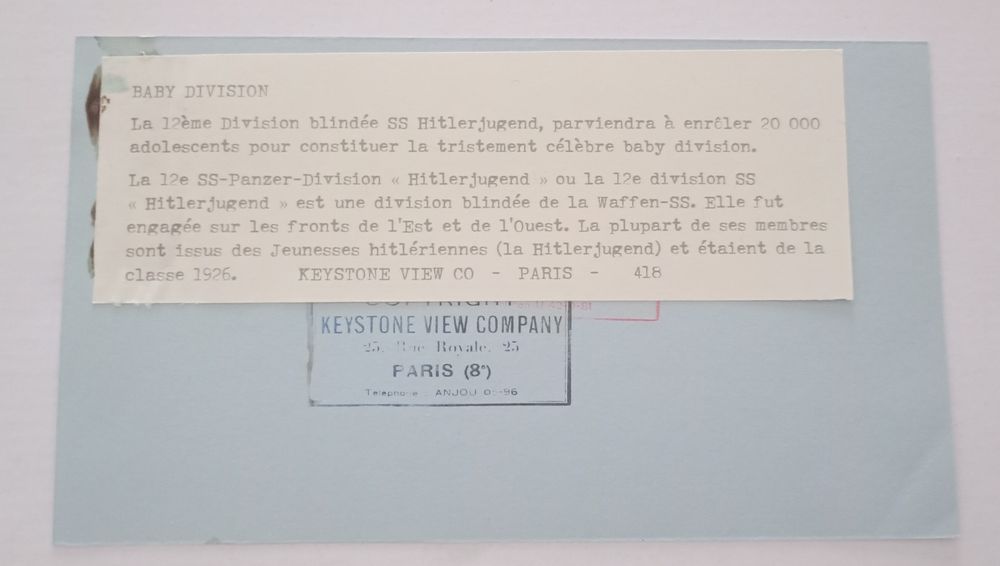 BABY DIVISION
La 12ème Division blindée SS Hitlerjugend, parviendra à enrêler 20 000
adolescents pour constituer la tristement célèbre baby division.
La 12e SS-Panzer-Division « Hitlerjugend » ou la 12e division SS
« Hitlerjugend » est une division blindée de la Waffen-SS. Elle fut
engagée sur les fronts de l'Est et de l'Ouest. La plupart de ses membres
sont issus des Jeunesses hitlériennes (la Hitlerjugend) et étaient de la
classe 1926. KEYSTONE VIEW CO - PARIS - 418
COPYRIGHT
KEYSTONE VIEW COMPANY
25, Rue Royale, 25
PARIS (8e)
Téléphone : ANJOU